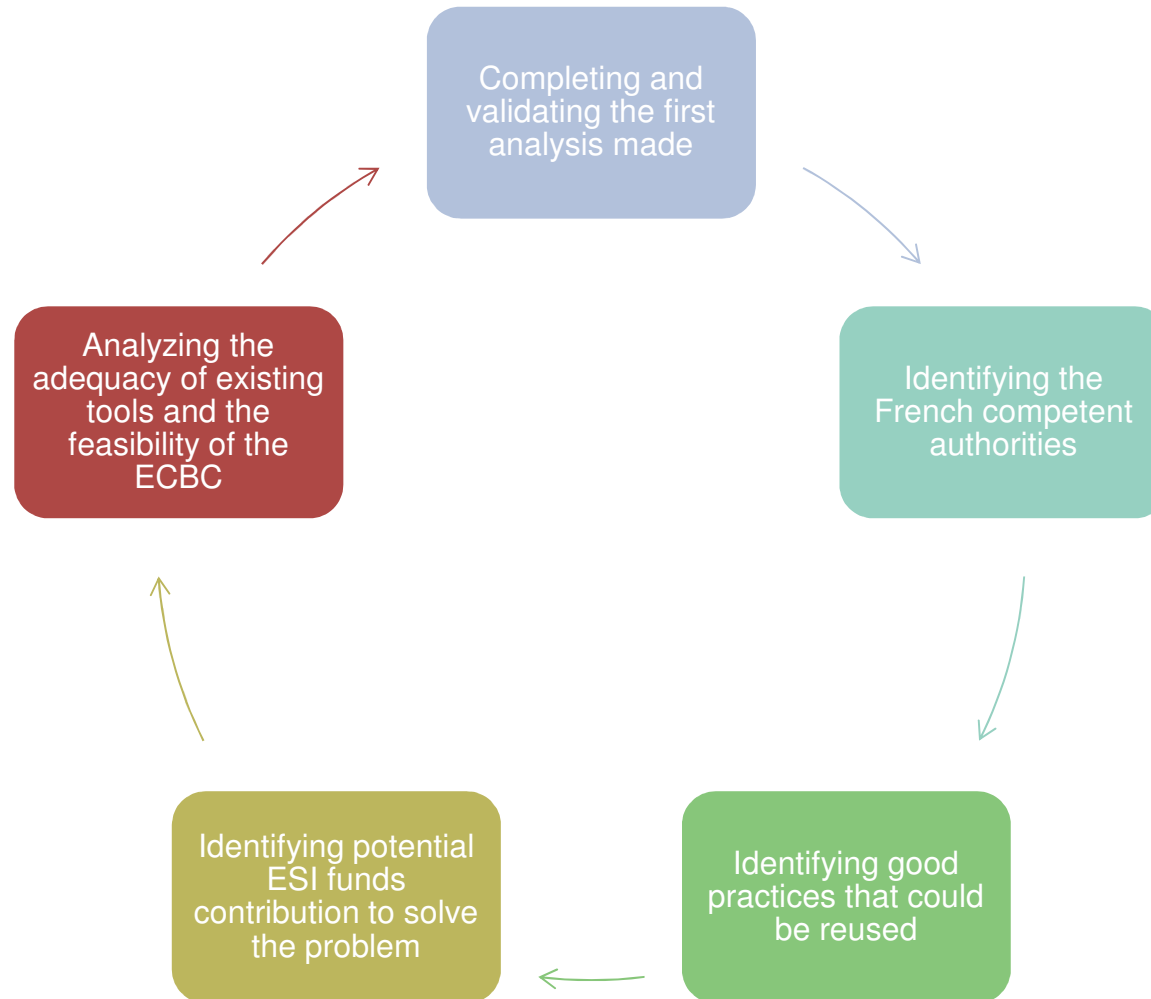 Completing and
validating the first
analysis made
Identifying the
French competent
authorities
Identifying good
practices that could
be reused
Identifying potential
ESI funds
contribution to solve
the problem
Analyzing the
adequacy of existing
tools and the
feasibility of the
ECBC